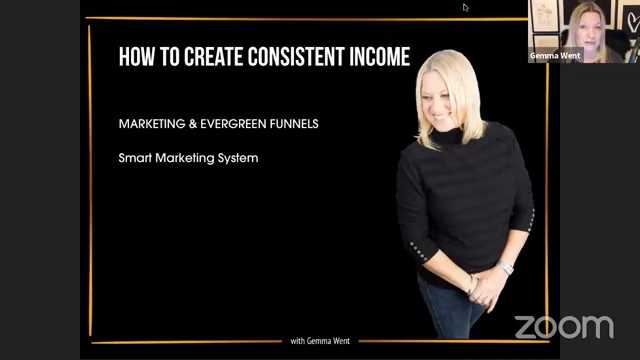 HOW TO CREATE CONSISTENT INCOME
Gemma Went
MARKETING & EVERGREEN FUNNELS
Smart Marketing System
with Gemma Went
zoom